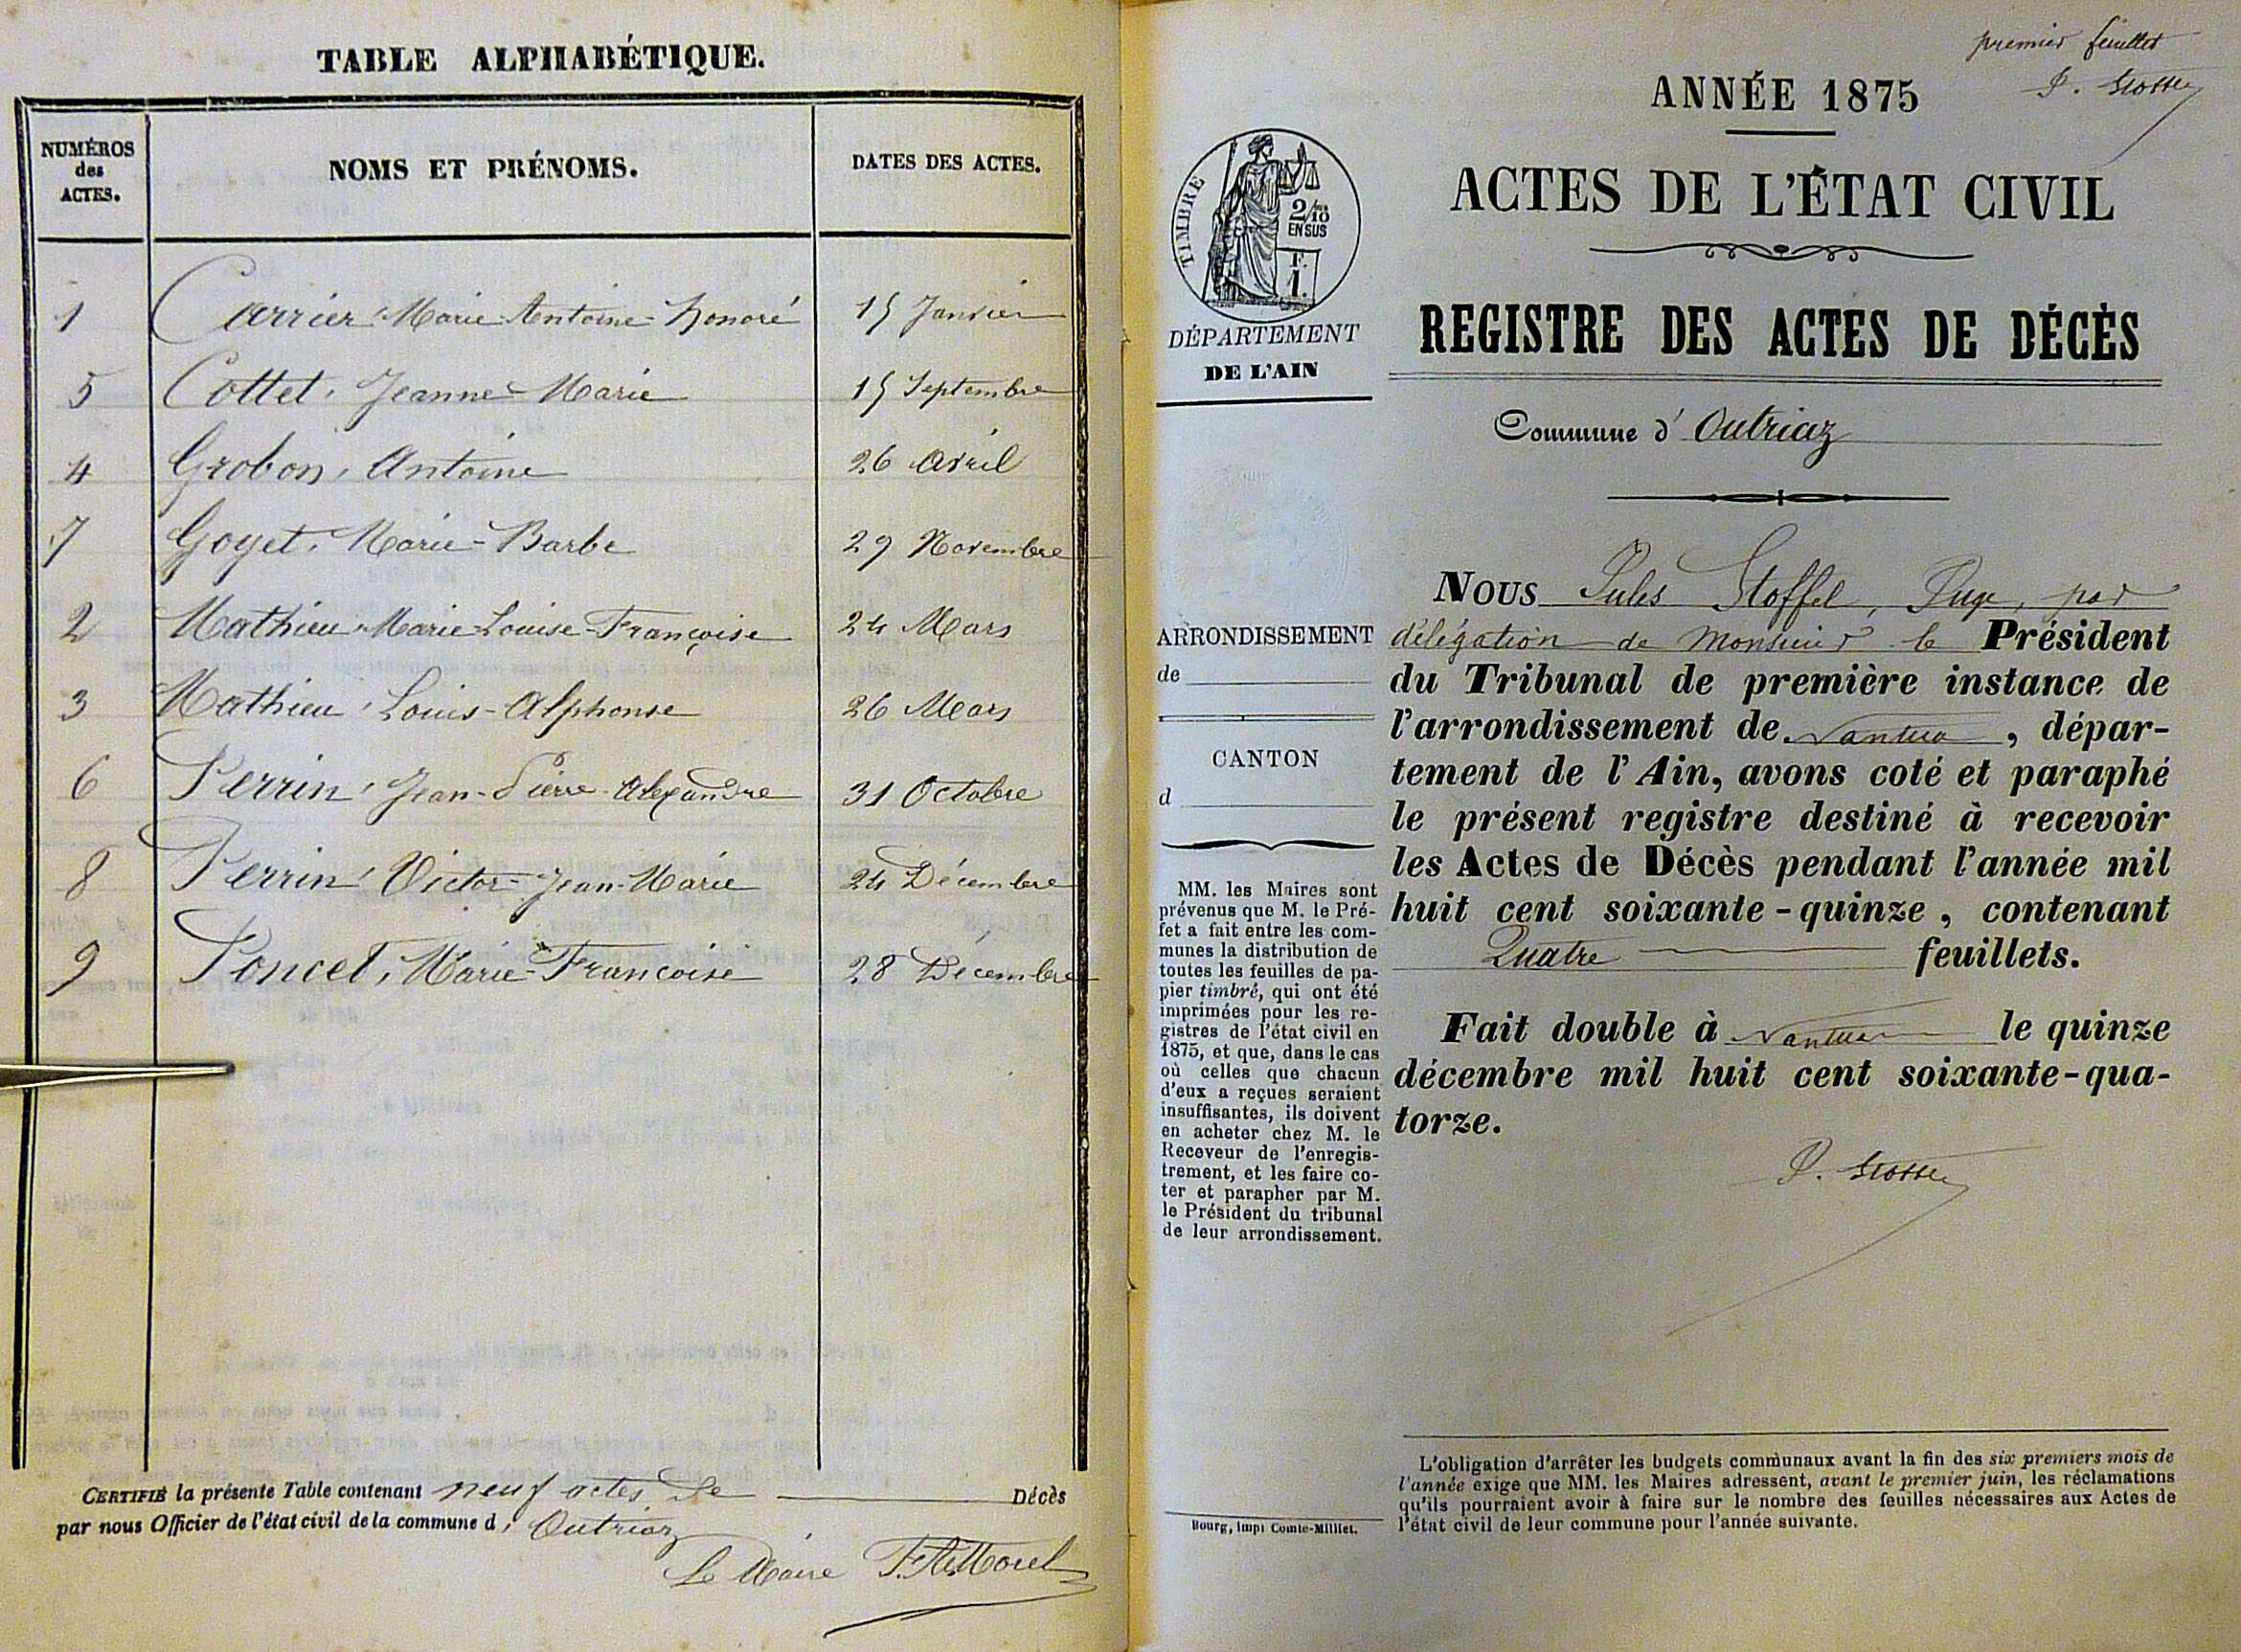 TABLE ALPHABÉTIQUE.
NUMÉROS des ACTES. NOMS ET PRÉNOMS. DATES DES ACTES.
1 Carrier Marie-Antoine-Honoré 15 Janvier
5 Cottet, Jeanne-Marie 15 Septembre
4 Grobon, Antoine 26 Avril
7 Goyet, Marie-Barbe 29 Novembre
2 Mathieu Marie-Louise-Françoise 24 Mars
3 Mathieu, Louis-Alphonse 26 Mars
6 Perrin, Jean-Pierre-Alexandre 31 Octobre
8 Perrin, Victor-Jean-Marie 24 Décembre
9 Poncet, Marie-Françoise 28 Décembre
CERTIFIÉ la présente Table contenant neuf actes de Décès
par nous Officier de l'état civil de la commune d' Outriaz
Le Maire
premier feuillet
ANNÉE 1875
ACTES DE L'ÉTAT CIVIL
REGISTRE DES ACTES DE DÉCÈS
Commune d' Outriaz
TIMBRE
2/10
EN SUS
F.
1.
DÉPARTEMENT
DE L'AIN
ARRONDISSEMENT
de
CANTON
d
MM. les Maires sont
prévenus que M. le Pré-
fet a fait entre les com-
munes la distribution de
toutes les feuilles de pa-
pier timbré, qui ont été
imprimées pour les re-
gistres de l'état civil en
1875, et que, dans le cas
où celles que chacun
d'eux a reçues seraient
insuffisantes, ils doivent
en acheter chez M. le
Receveur de l'enregis-
trement, et les faire co-
ter et parapher par M.
le Président du tribunal
de leur arrondissement.
Bourg, Impr Comte-Milliet.
NOUS Jules Stoffel, Juge, par
délégation de Monsieur le Président
du Tribunal de première instance de
l'arrondissement de Nantua, dépar-
tement de l'Ain, avons coté et paraphé
le présent registre destiné à recevoir
les Actes de Décès pendant l'année mil
huit cent soixante-quinze, contenant
Quatre feuillets.
Fait double à Nantua le quinze
décembre mil huit cent soixante-qua-
torze.
L'obligation d'arrêter les budgets communaux avant la fin des six premiers mois de
l'année exige que MM. les Maires adressent, avant le premier juin, les réclamations
qu'ils pourraient avoir à faire sur le nombre des feuilles nécessaires aux Actes de
l'état civil de leur commune pour l'année suivante.